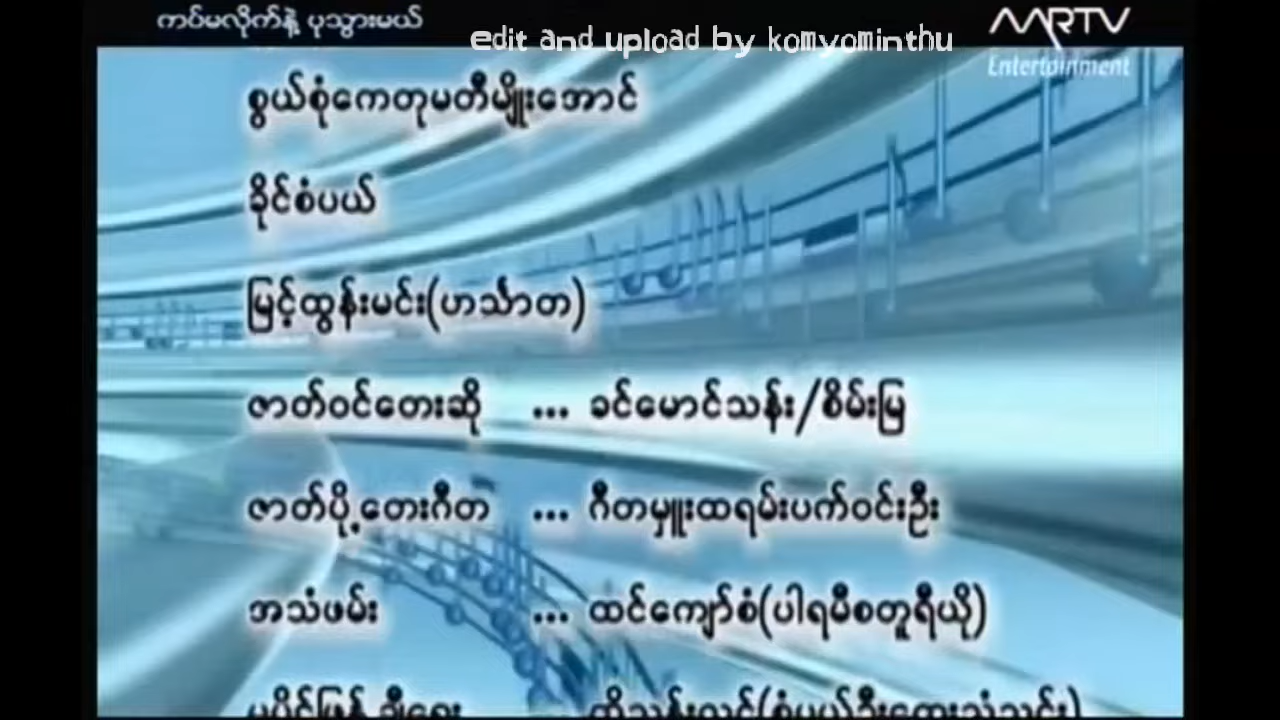 ကပ်မလိုက်နဲ့ ပုသွားမယ်
edit and upload by komyominthu
MRTV
Entertainment
စွယ်စုံကေတုမတီမျိုးအောင်
ခိုင်စံပယ်
မြင့်ထွန်းမင်း(ဟင်္သာတ)
ဇာတ်ဝင်တေးဆို ... ခင်မောင်သန်း/စိမ်းမြ
ဇာတ်ပို့တေးဂီတ ... ဂီတမှူးထရမ်းပက်ဝင်းဦး
အသံဖမ်း ... ထင်ကျော်စံ(ပါရမီစတူရီယို)